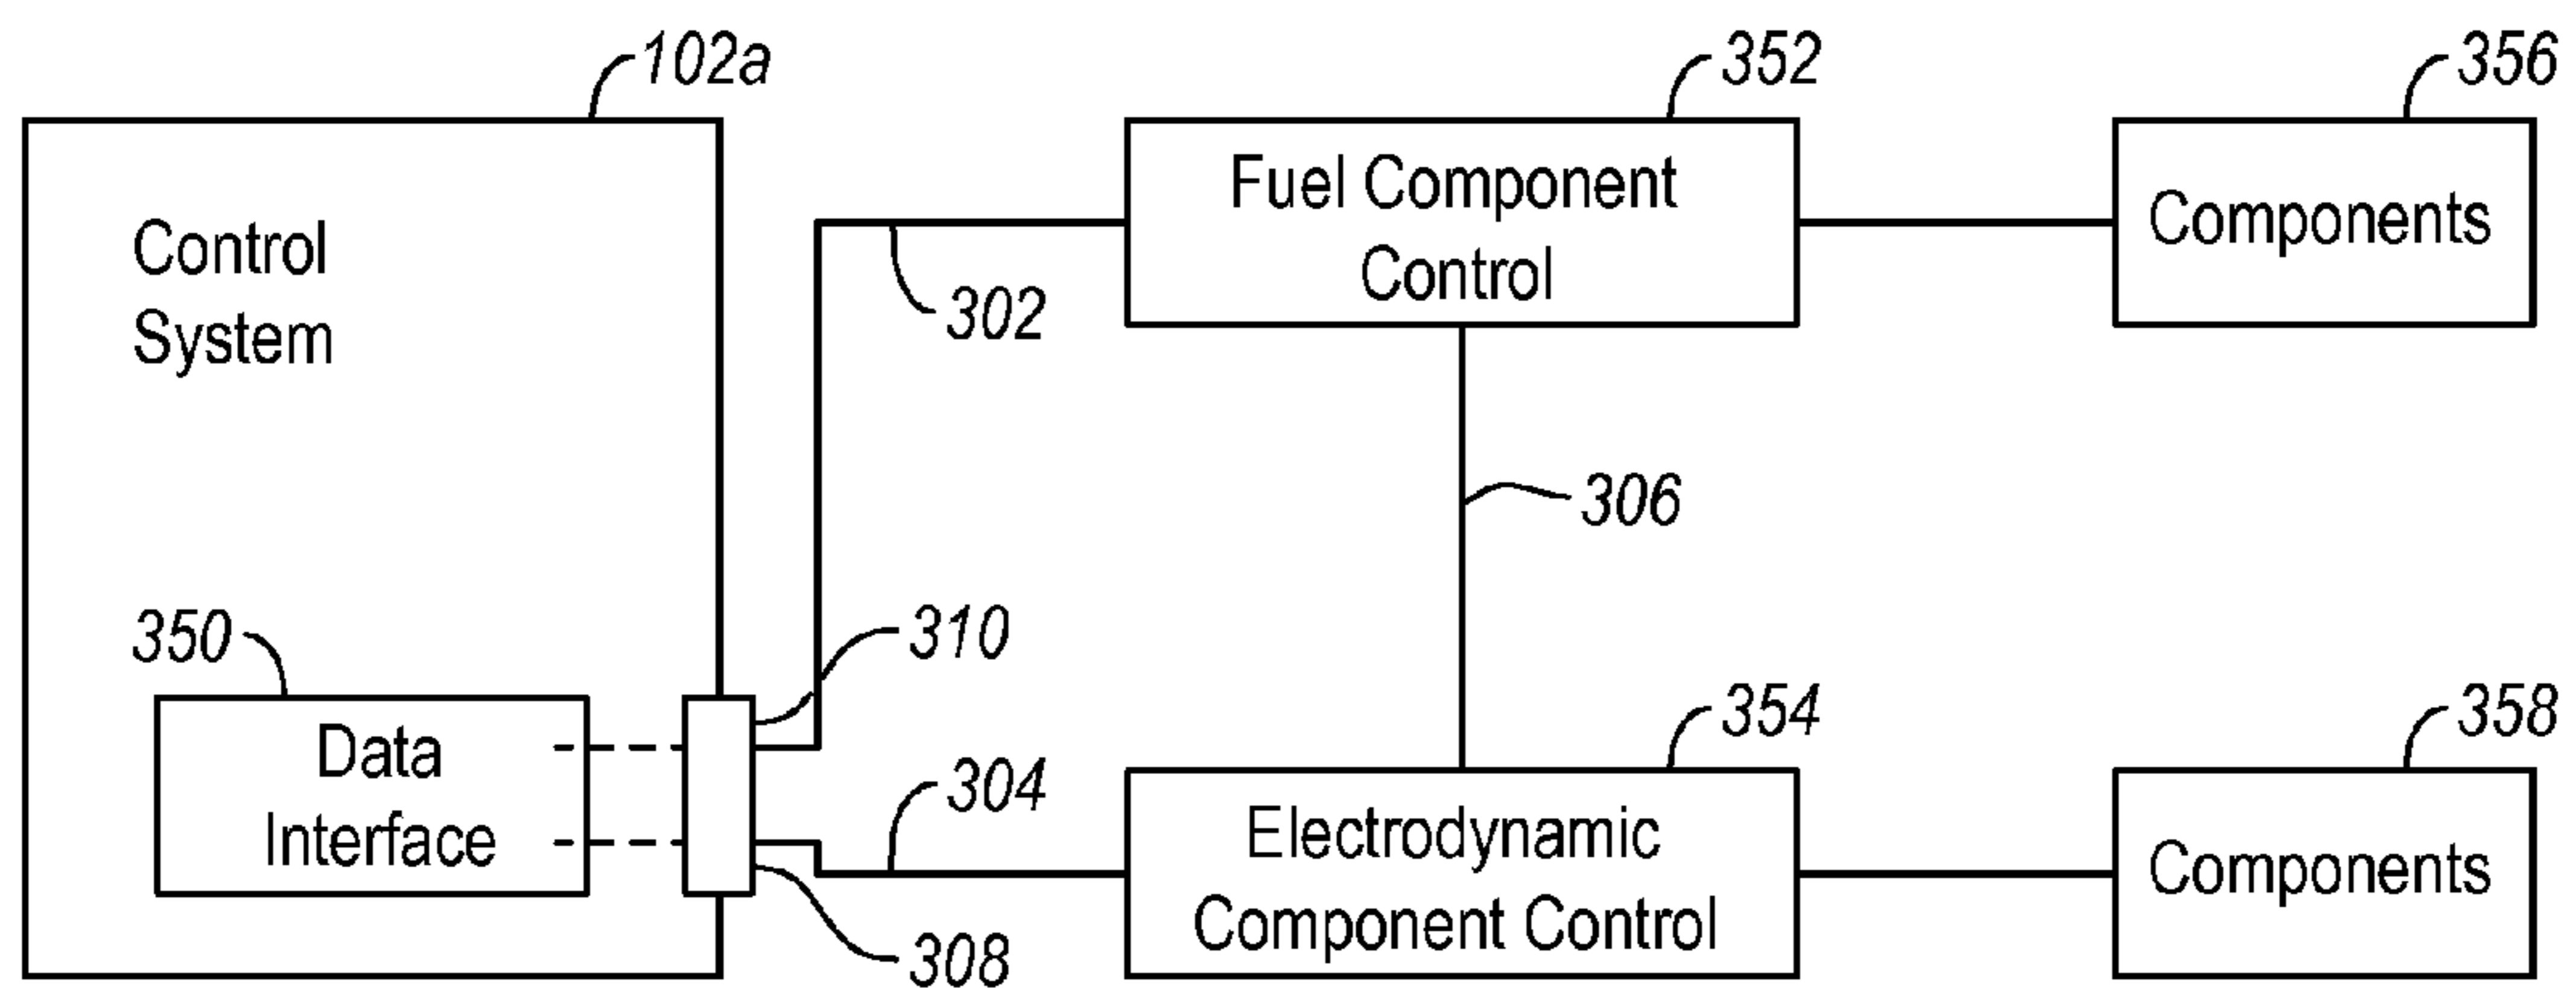 102a
352
356
Control
System
Fuel Component
Control
Components
302
306
350
310
Data
Interface
304
308
354
358
Electrodynamic
Component Control
Components